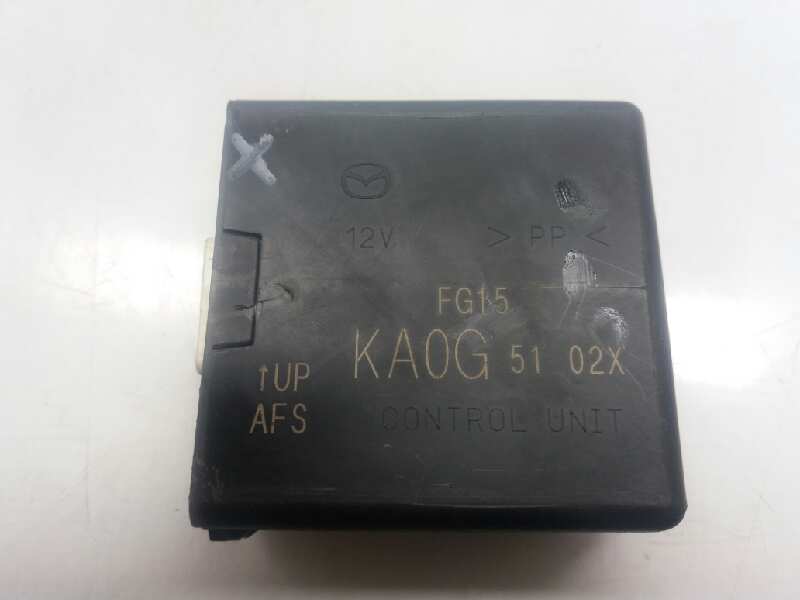 X
12V
> PP <
FG15
KA0G 51 02X
↑UP
AFS
CONTROL UNIT